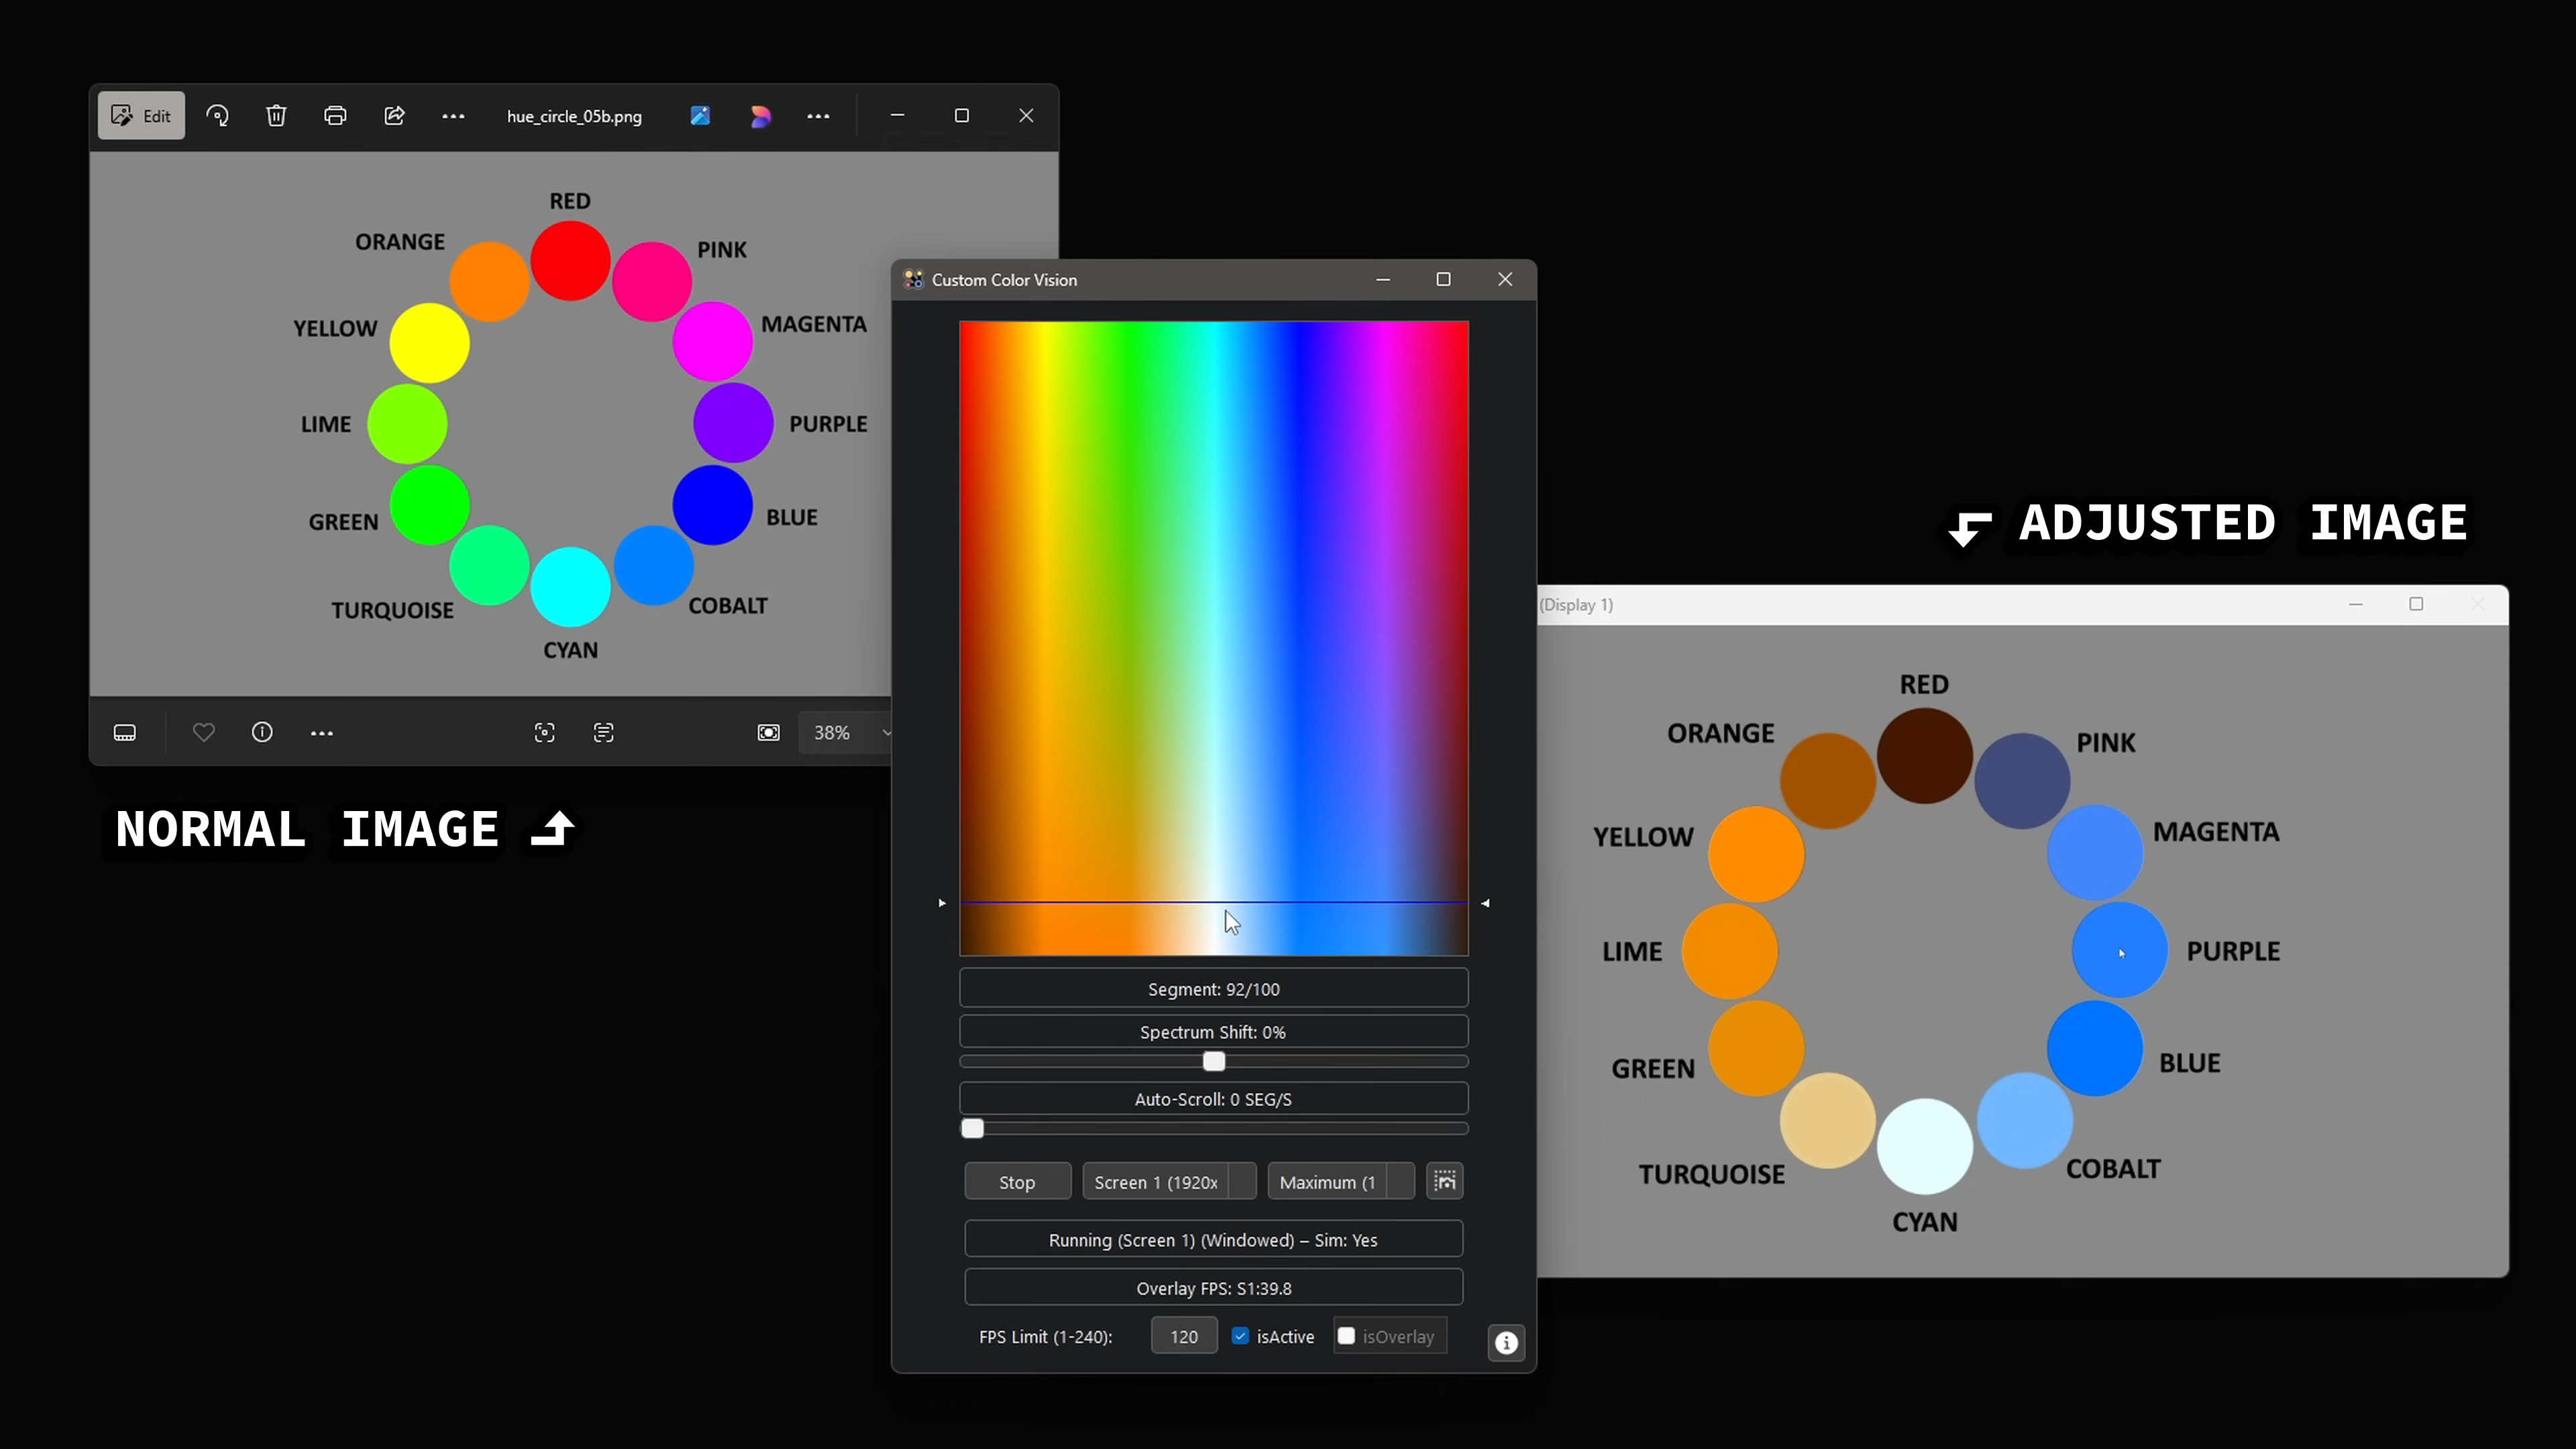 Edit
hue_circle_05b.png
RED
ORANGE
PINK
YELLOW
MAGENTA
LIME
PURPLE
GREEN
BLUE
TURQUOISE
COBALT
CYAN
38%
NORMAL IMAGE
Custom Color Vision
Segment: 92/100
Spectrum Shift: 0%
Auto-Scroll: 0 SEG/S
Stop
Screen 1 (1920x
Maximum (1
Running (Screen 1) (Windowed) – Sim: Yes
Overlay FPS: S1:39.8
FPS Limit (1-240):
120
isActive
isOverlay
ADJUSTED IMAGE
(Display 1)
RED
ORANGE
PINK
YELLOW
MAGENTA
LIME
PURPLE
GREEN
BLUE
TURQUOISE
COBALT
CYAN